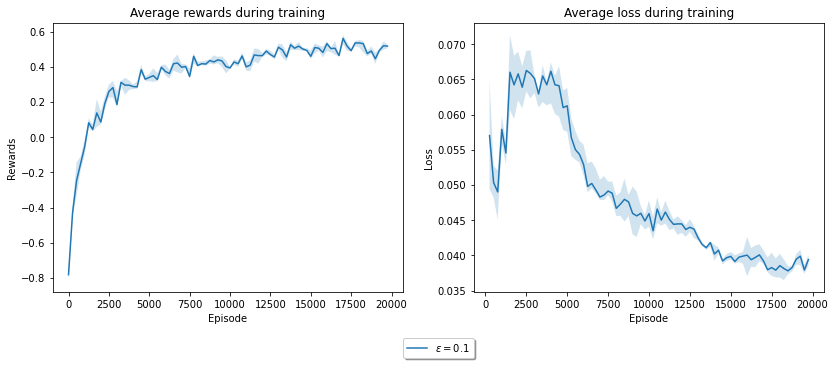 Average rewards during training
Rewards
0.6
0.4
0.2
0.0
−0.2
−0.4
−0.6
−0.8
0 2500 5000 7500 10000 12500 15000 17500 20000
Episode
Average loss during training
Loss
0.070
0.065
0.060
0.055
0.050
0.045
0.040
0.035
0 2500 5000 7500 10000 12500 15000 17500 20000
Episode
ε = 0.1